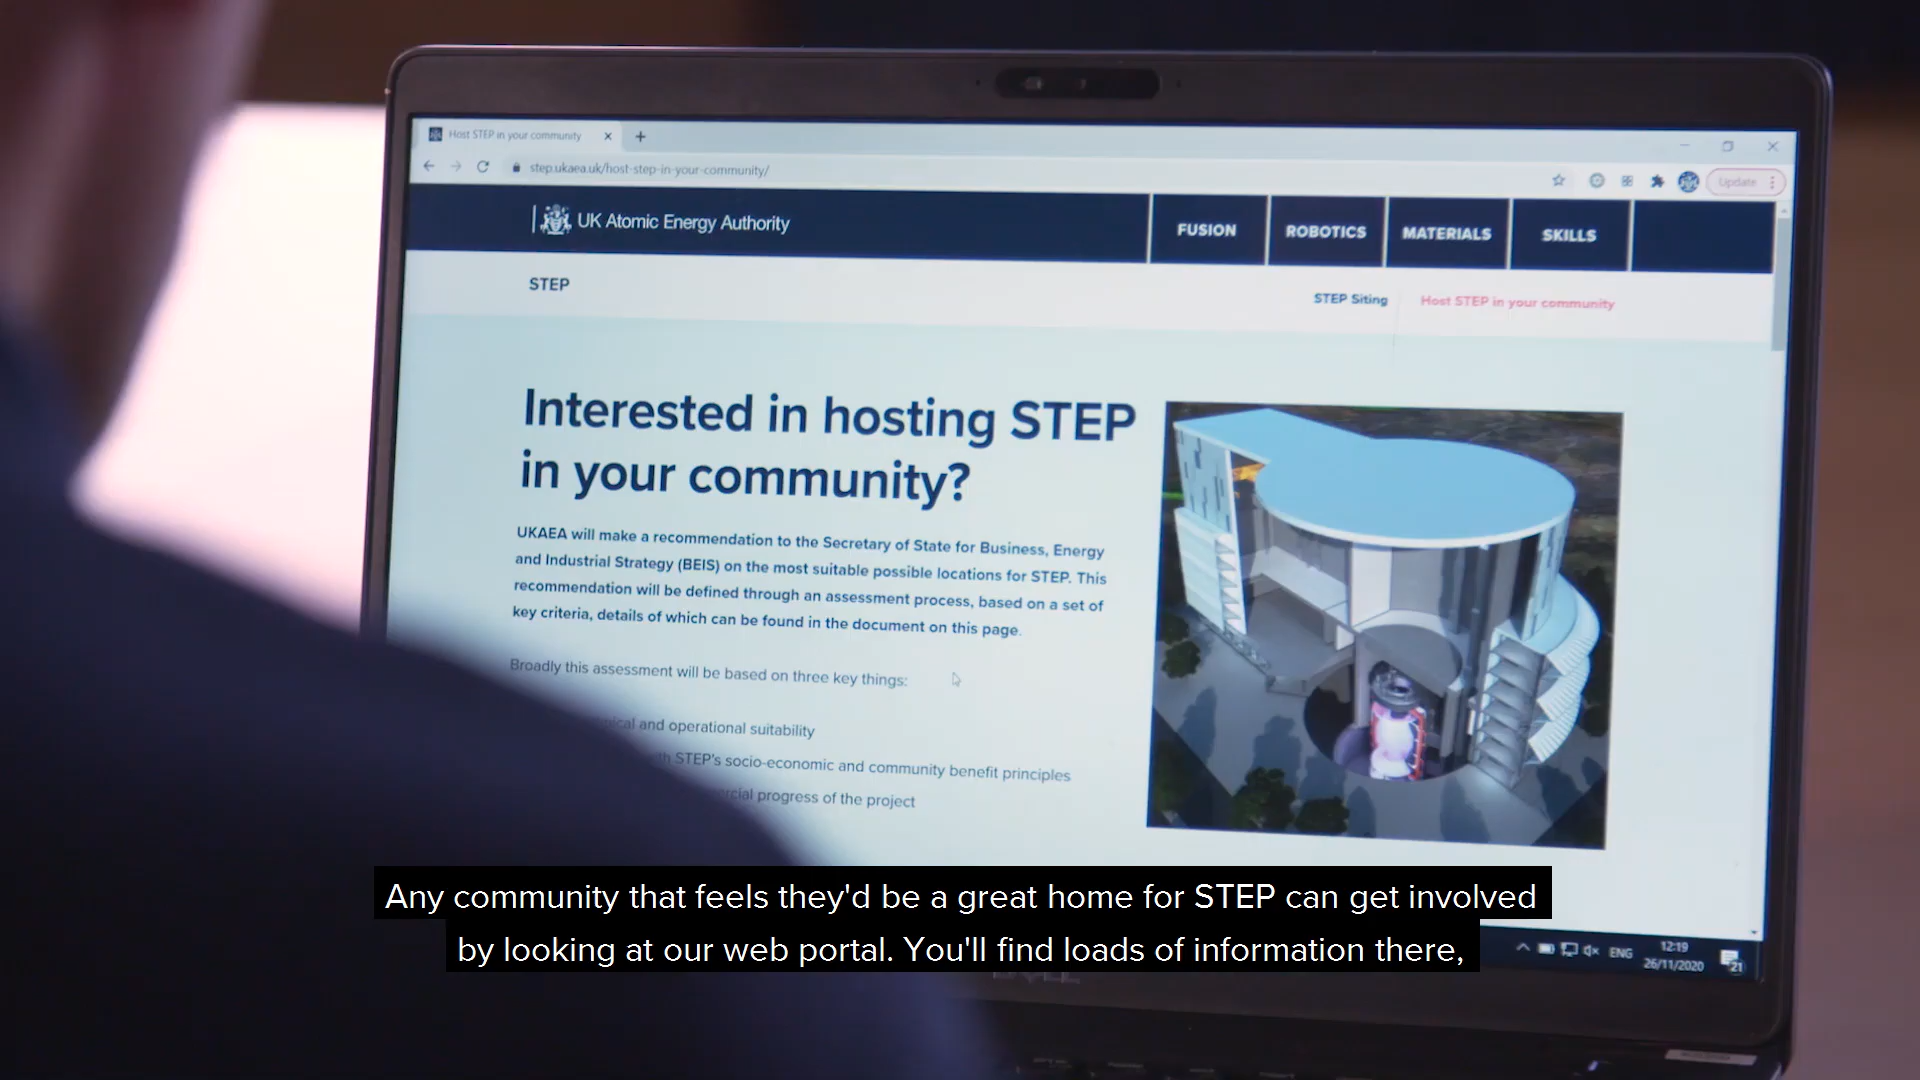 Host STEP in your community
step.ukaea.uk/host-step-in-your-community/
Update
UK Atomic Energy Authority
FUSION
ROBOTICS
MATERIALS
SKILLS
STEP
STEP Siting
Host STEP in your community
Interested in hosting STEP
in your community?
UKAEA will make a recommendation to the Secretary of State for Business, Energy
and Industrial Strategy (BEIS) on the most suitable possible locations for STEP. This
recommendation will be defined through an assessment process, based on a set of
key criteria, details of which can be found in the document on this page.
Broadly this assessment will be based on three key things:
and operational suitability
STEP's socio-economic and community benefit principles
progress of the project
Any community that feels they'd be a great home for STEP can get involved
by looking at our web portal. You'll find loads of information there,
ENG
12:19
26/11/2020
21